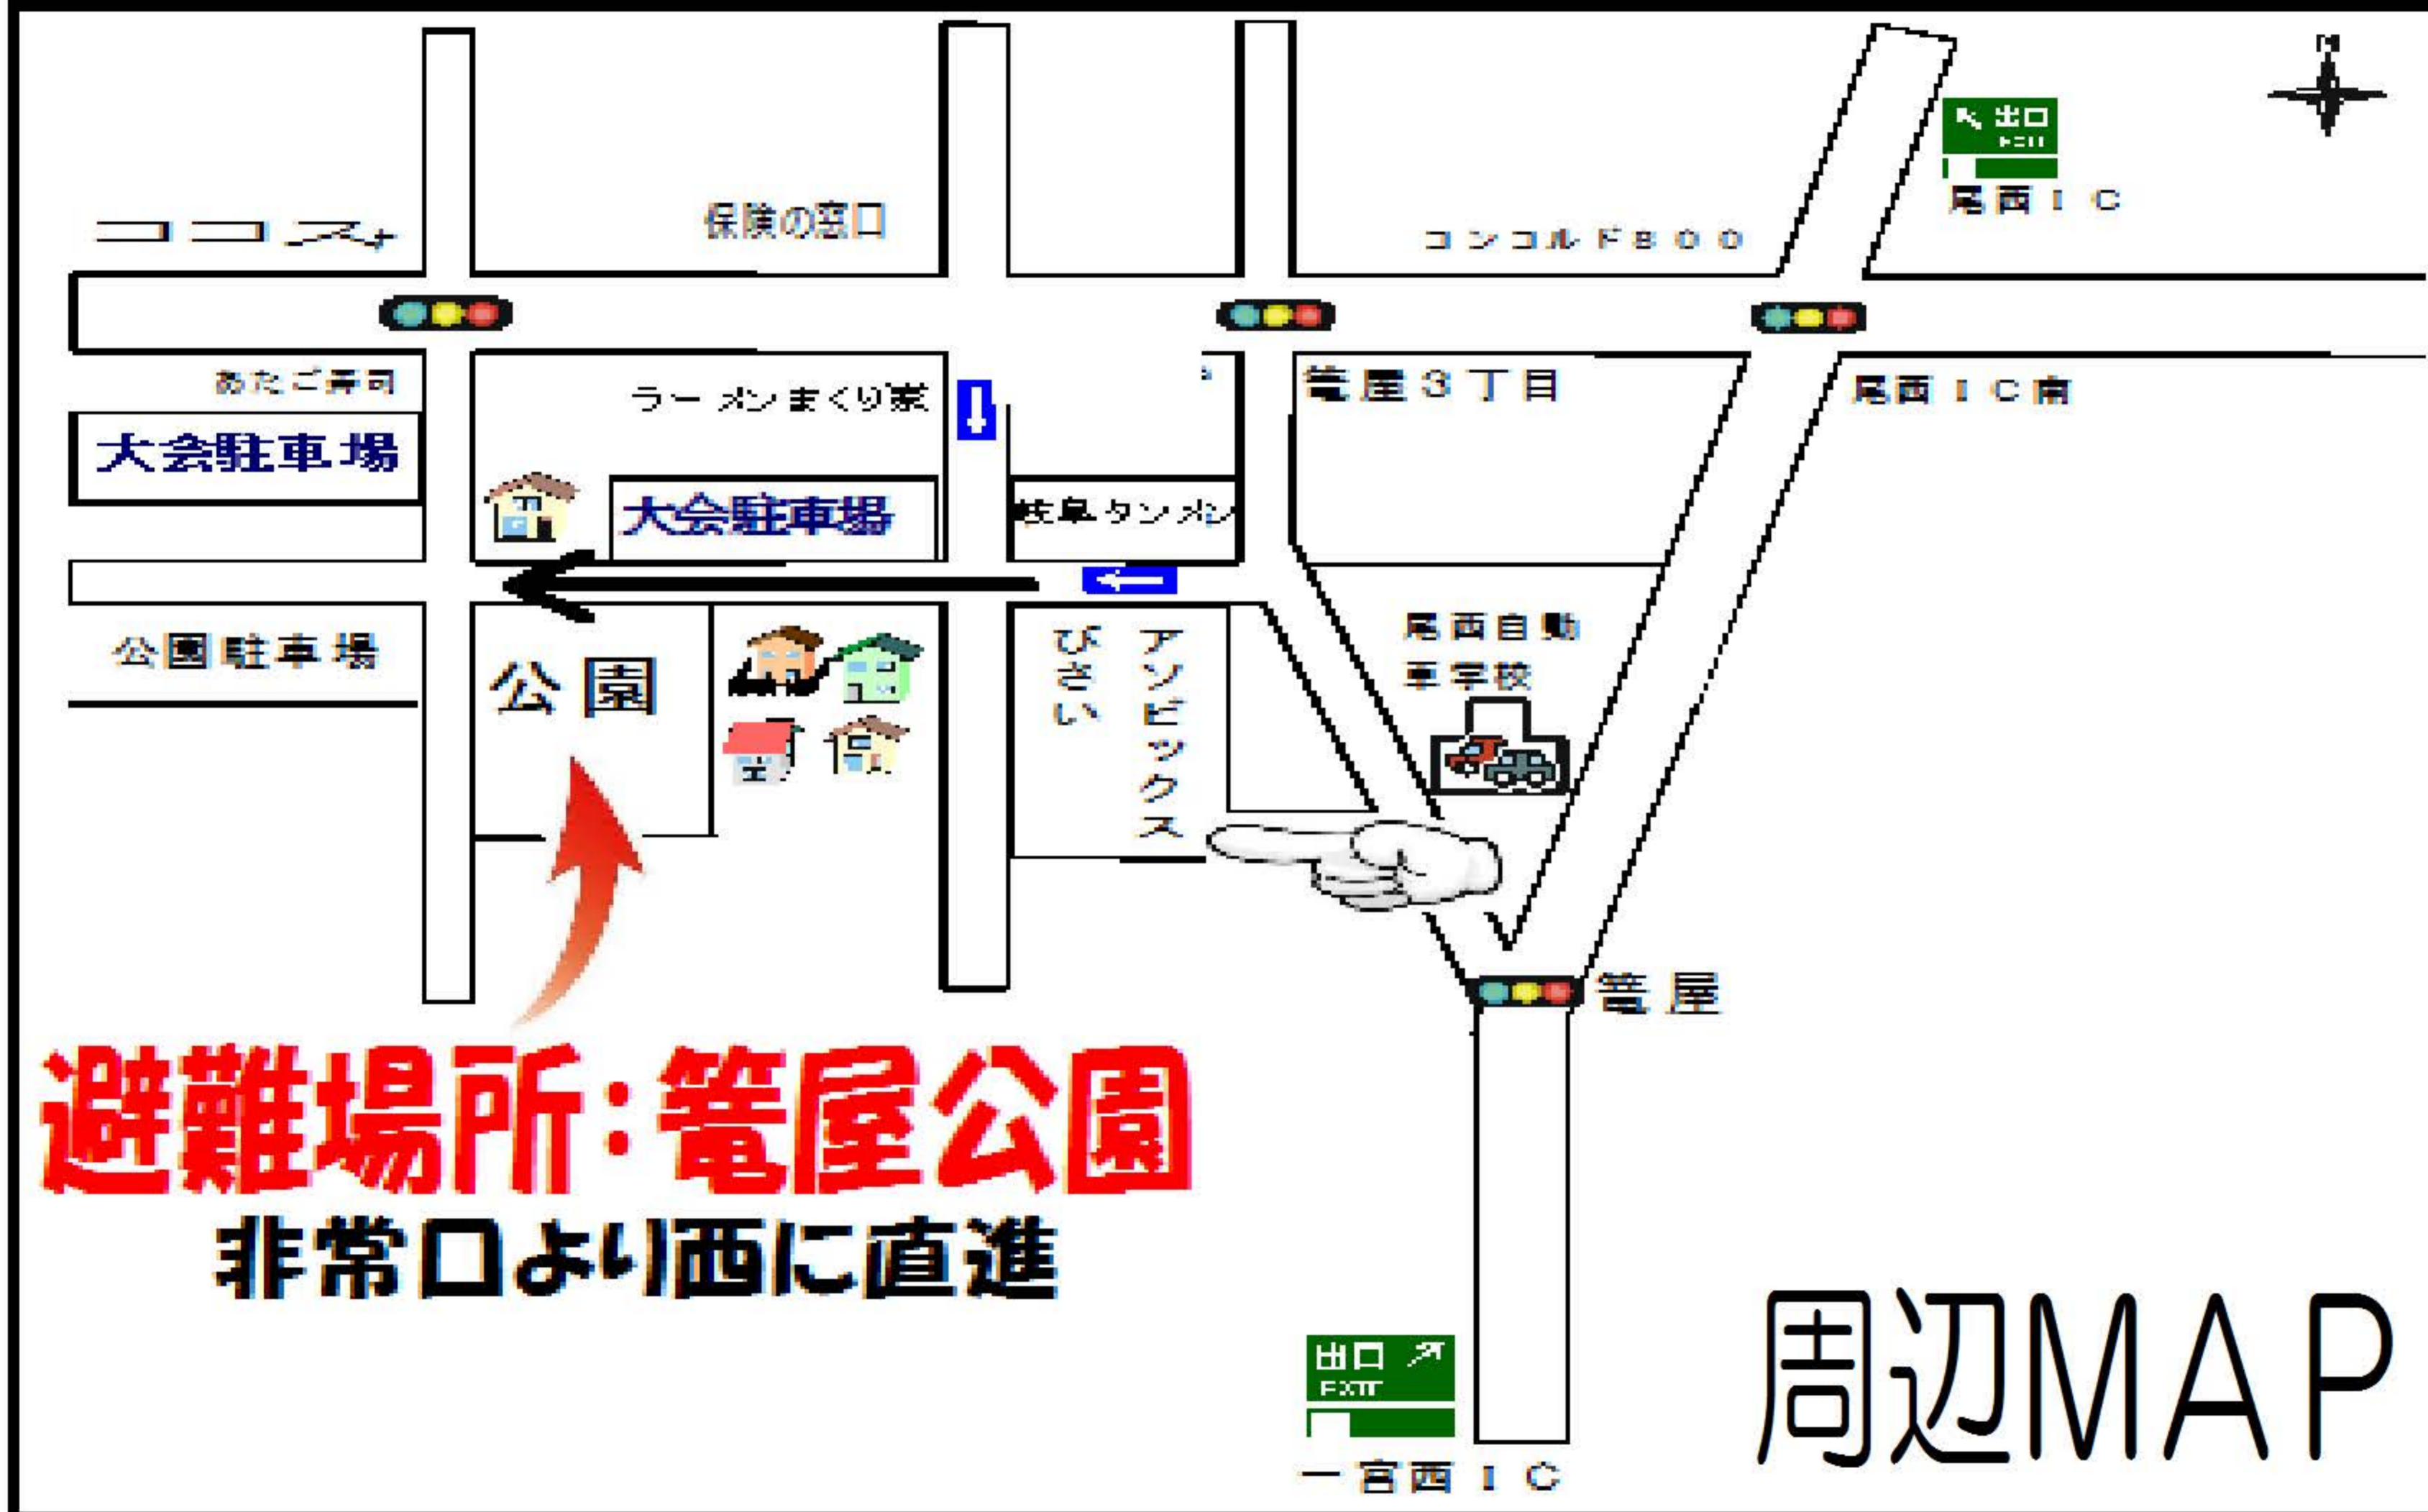 N
出口
EXIT
尾西IC
ココス
保険の窓口
コンコルド800
あたご寿司
ラーメンまくり家
篭屋3丁目
尾西IC南
大会駐車場
大会駐車場
岐阜タンメン
公園駐車場
公園
アソビックス
びさい
尾西自動
車学校
篭屋
避難場所:篭屋公園
非常口より西に直進
出口
EXIT
一宮西IC
周辺MAP